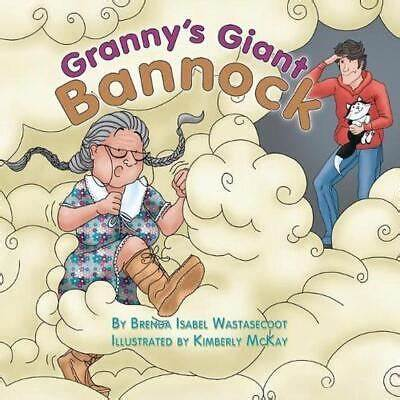 Granny's Giant
Bannock
By Brenda Isabel Wastasecoot
Illustrated by Kimberly McKay